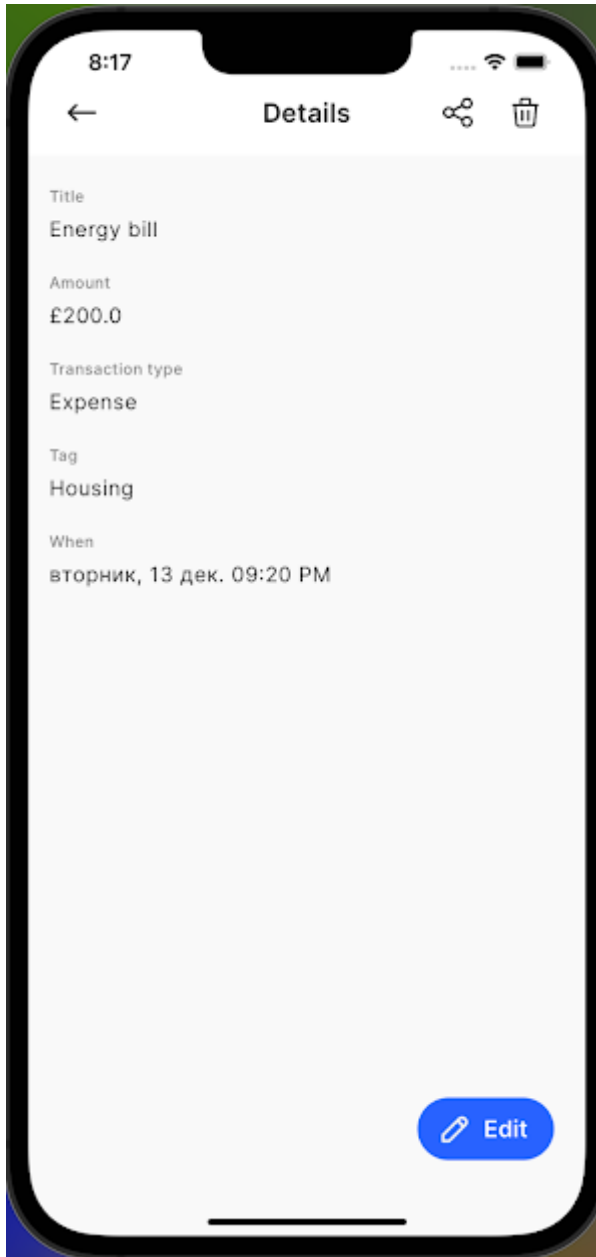 8:17
Details
Title
Energy bill
Amount
£200.0
Transaction type
Expense
Tag
Housing
When
вторник, 13 дек. 09:20 PM
Edit